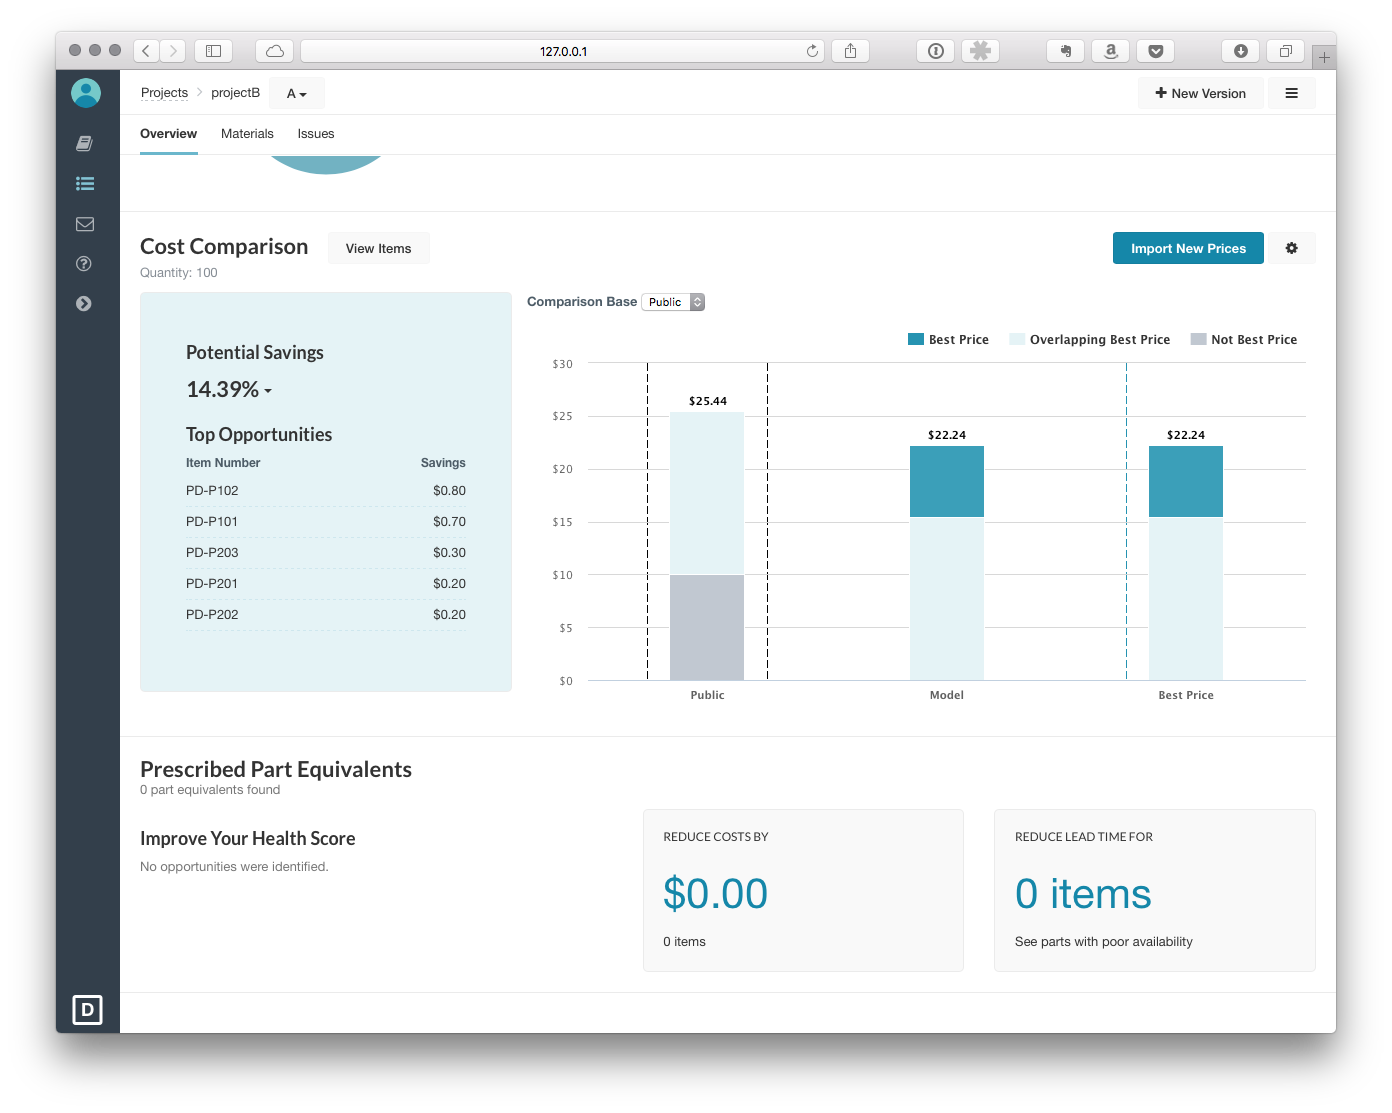 127.0.0.1
Projects > projectB A
+ New Version
Overview Materials Issues
Cost Comparison View Items Import New Prices
Quantity: 100
Potential Savings
14.39%
Top Opportunities
Item Number Savings
PD-P102 $0.80
PD-P101 $0.70
PD-P203 $0.30
PD-P201 $0.20
PD-P202 $0.20
Comparison Base Public
Best Price Overlapping Best Price Not Best Price
$30
$25
$20
$15
$10
$5
$0
$25.44
$22.24
$22.24
Public Model Best Price
Prescribed Part Equivalents
0 part equivalents found
Improve Your Health Score
No opportunities were identified.
REDUCE COSTS BY
$0.00
0 items
REDUCE LEAD TIME FOR
0 items
See parts with poor availability
D